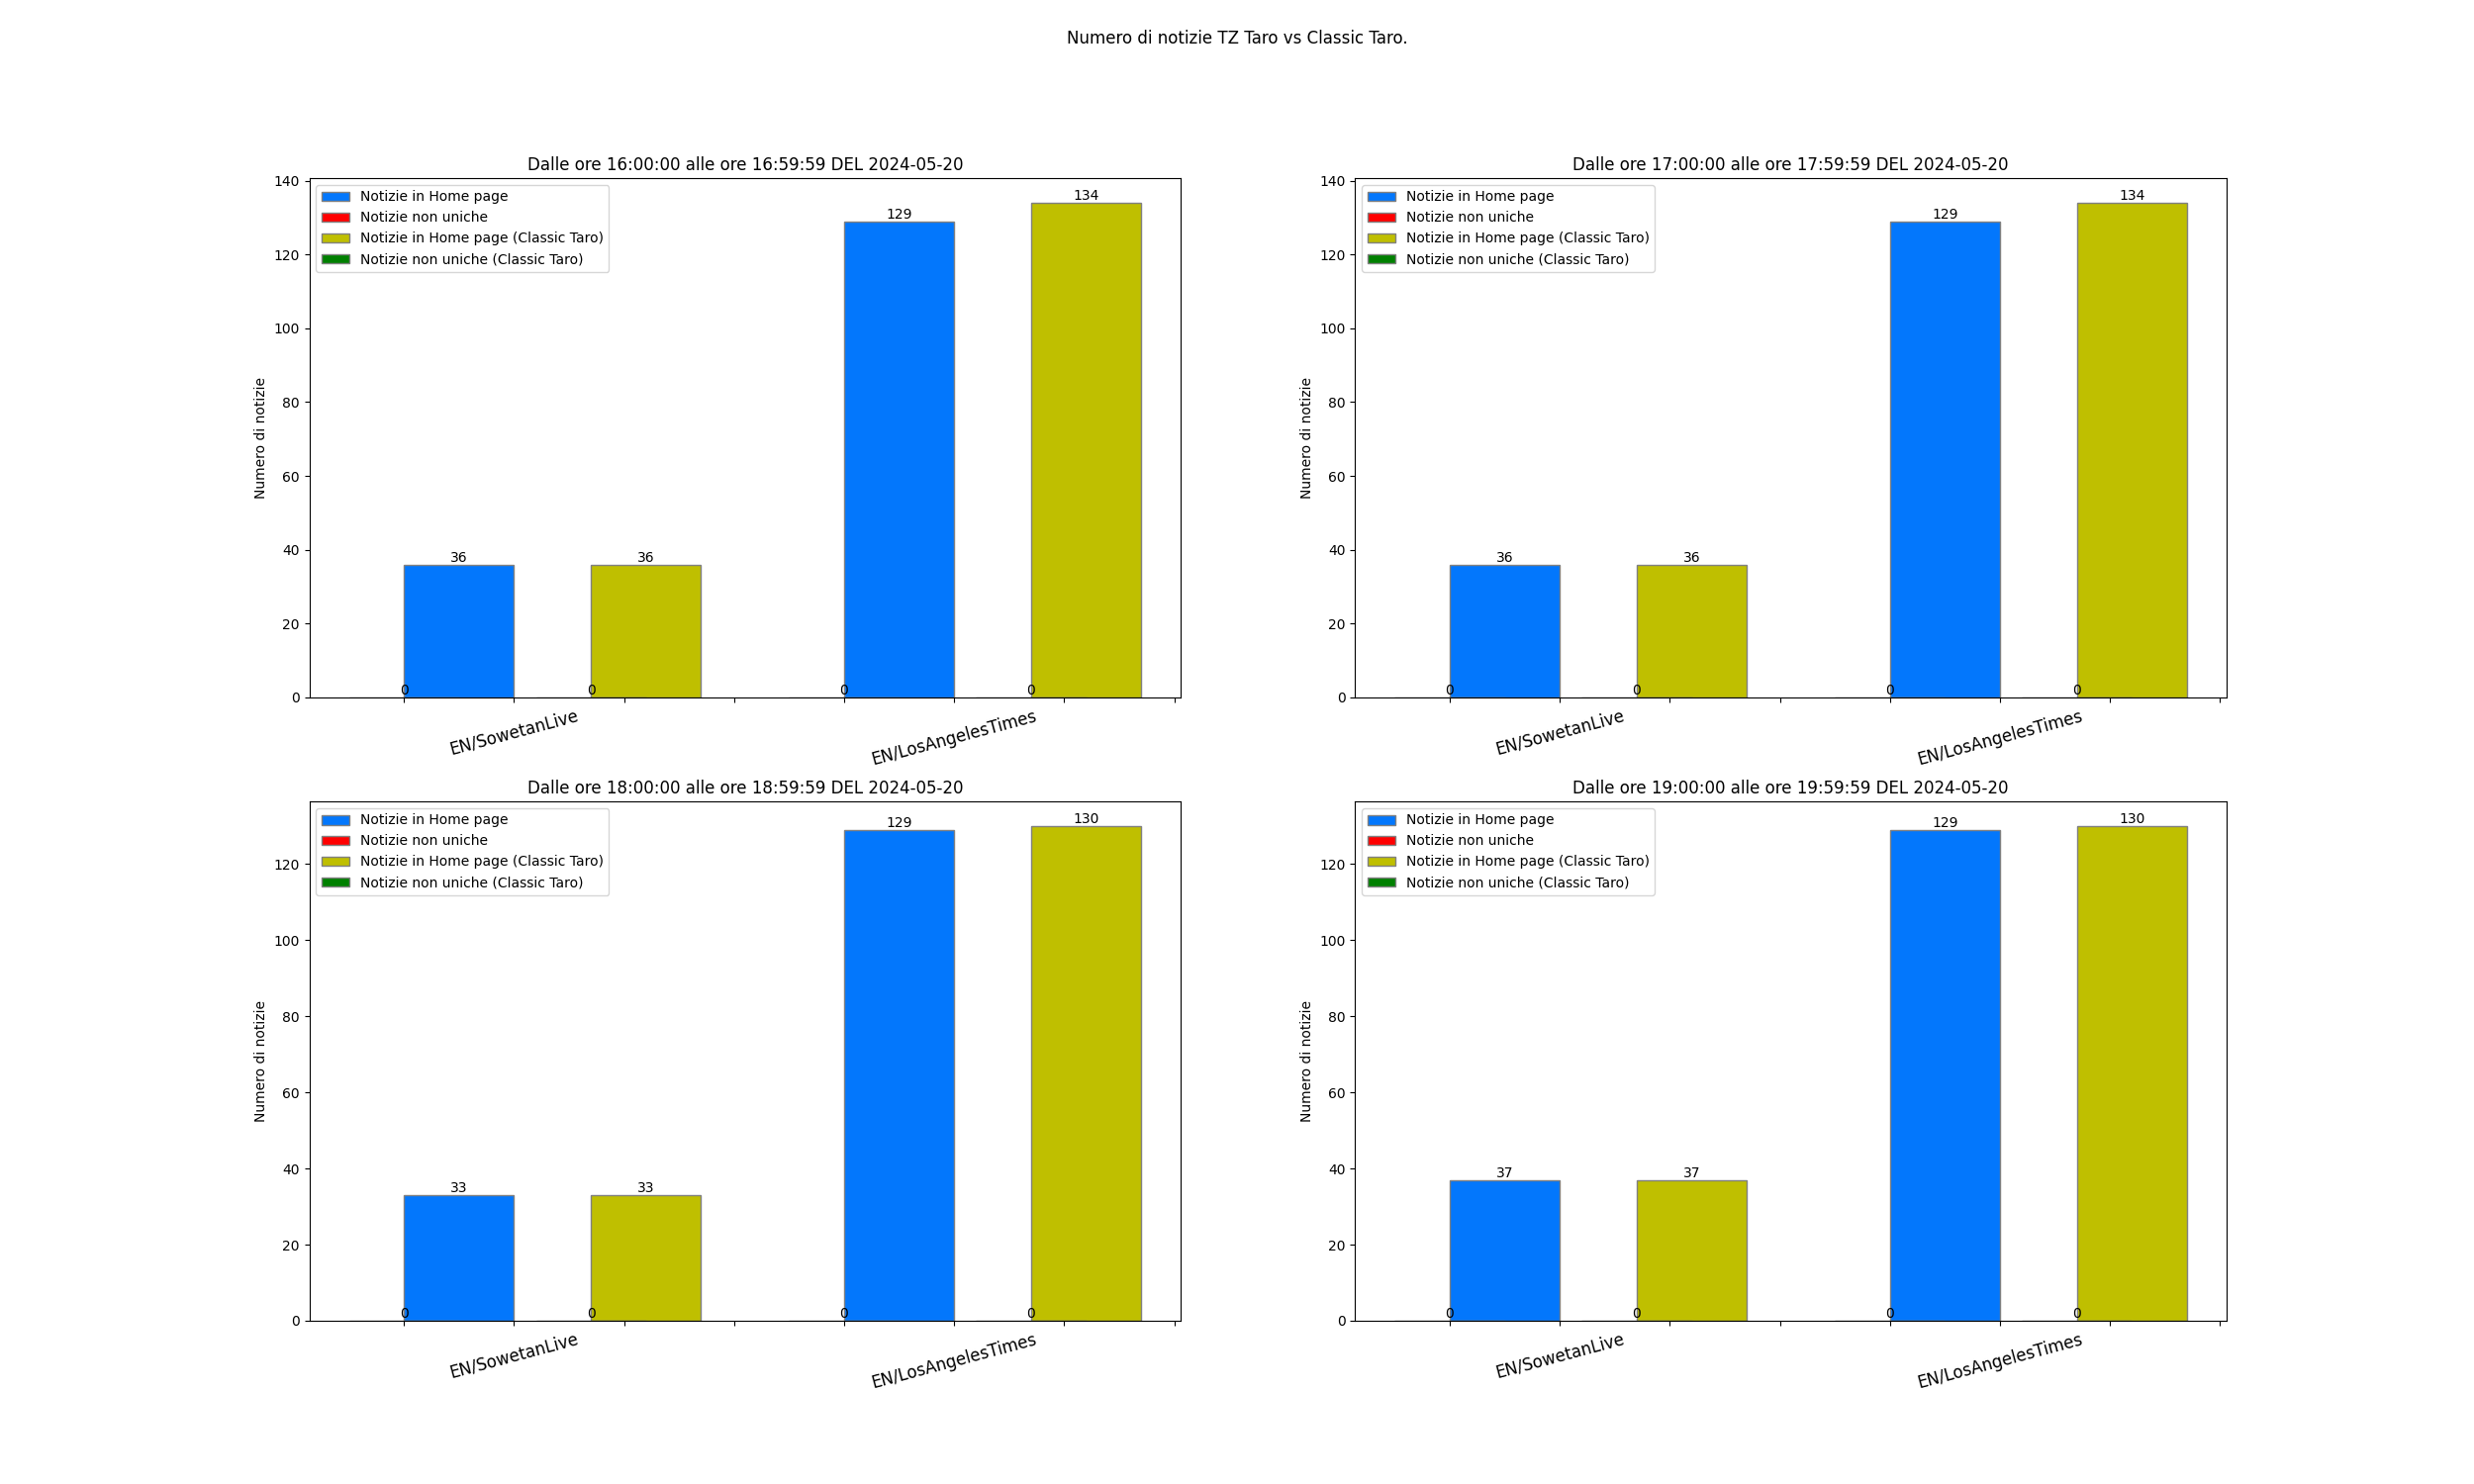 Numero di notizie TZ Taro vs Classic Taro.
Dalle ore 16:00:00 alle ore 16:59:59 DEL 2024-05-20
Notizie in Home page
Notizie non uniche
Notizie in Home page (Classic Taro)
Notizie non uniche (Classic Taro)
Numero di notizie
140
120
100
80
60
40
20
0
36
36
129
134
0
0
0
0
EN/SowetanLive
EN/LosAngelesTimes
Dalle ore 17:00:00 alle ore 17:59:59 DEL 2024-05-20
Notizie in Home page
Notizie non uniche
Notizie in Home page (Classic Taro)
Notizie non uniche (Classic Taro)
Numero di notizie
140
120
100
80
60
40
20
0
36
36
129
134
0
0
0
0
EN/SowetanLive
EN/LosAngelesTimes
Dalle ore 18:00:00 alle ore 18:59:59 DEL 2024-05-20
Notizie in Home page
Notizie non uniche
Notizie in Home page (Classic Taro)
Notizie non uniche (Classic Taro)
Numero di notizie
120
100
80
60
40
20
0
33
33
129
130
0
0
0
0
EN/SowetanLive
EN/LosAngelesTimes
Dalle ore 19:00:00 alle ore 19:59:59 DEL 2024-05-20
Notizie in Home page
Notizie non uniche
Notizie in Home page (Classic Taro)
Notizie non uniche (Classic Taro)
Numero di notizie
120
100
80
60
40
20
0
37
37
129
130
0
0
0
0
EN/SowetanLive
EN/LosAngelesTimes